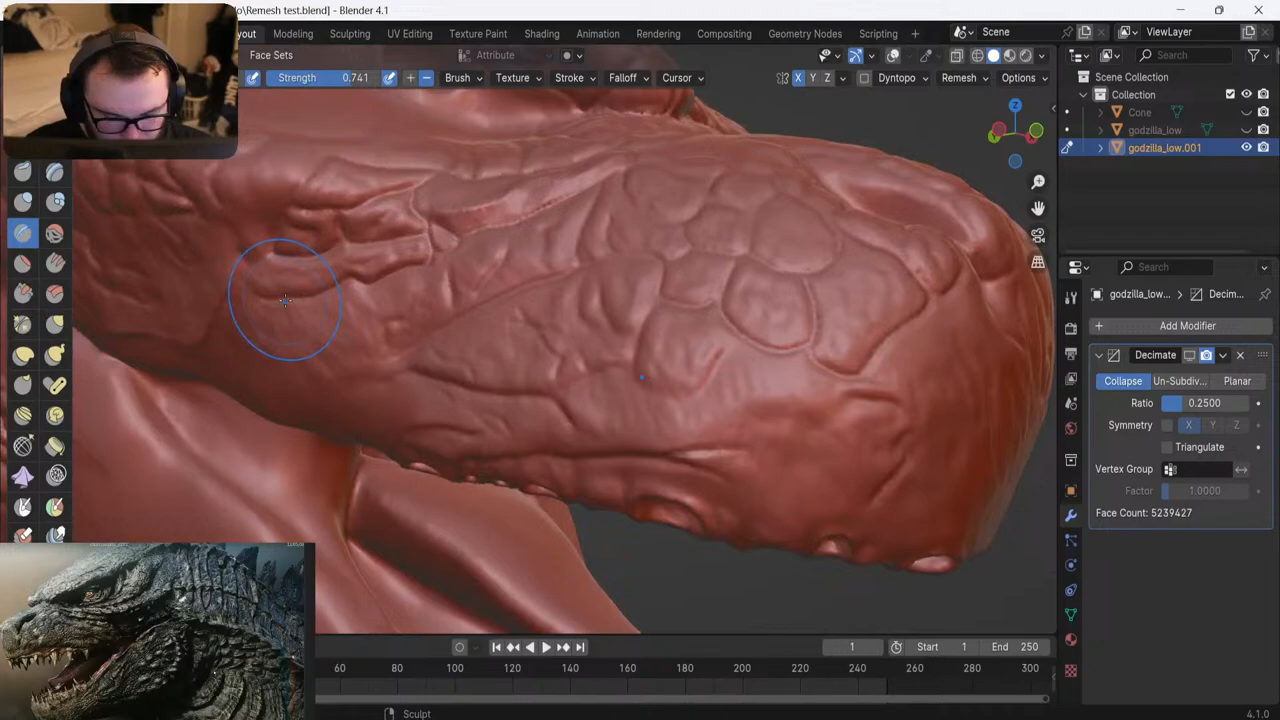 \Remesh test.blend] - Blender 4.1
Modeling
Sculpting
UV Editing
Texture Paint
Shading
Animation
Rendering
Compositing
Geometry Nodes
Scripting
+
Scene
ViewLayer
Face Sets
Attribute
Search
Strength 0.741
Brush
Texture
Stroke
Falloff
Cursor
X
Y
Z
Dyntopo
Remesh
Options
Scene Collection
Collection
Cone
godzilla_low
godzilla_low.001
Z
Search
godzilla_low...
Decim...
Add Modifier
Decimate
Collapse
Un-Subdiv...
Planar
Ratio
0.2500
Symmetry
X
Y
Z
Triangulate
Vertex Group
Factor
1.0000
Face Count: 5239427
1
Start 1
End 250
60
80
100
120
140
160
180
200
220
240
260
280
300
Sculpt
4.1.0